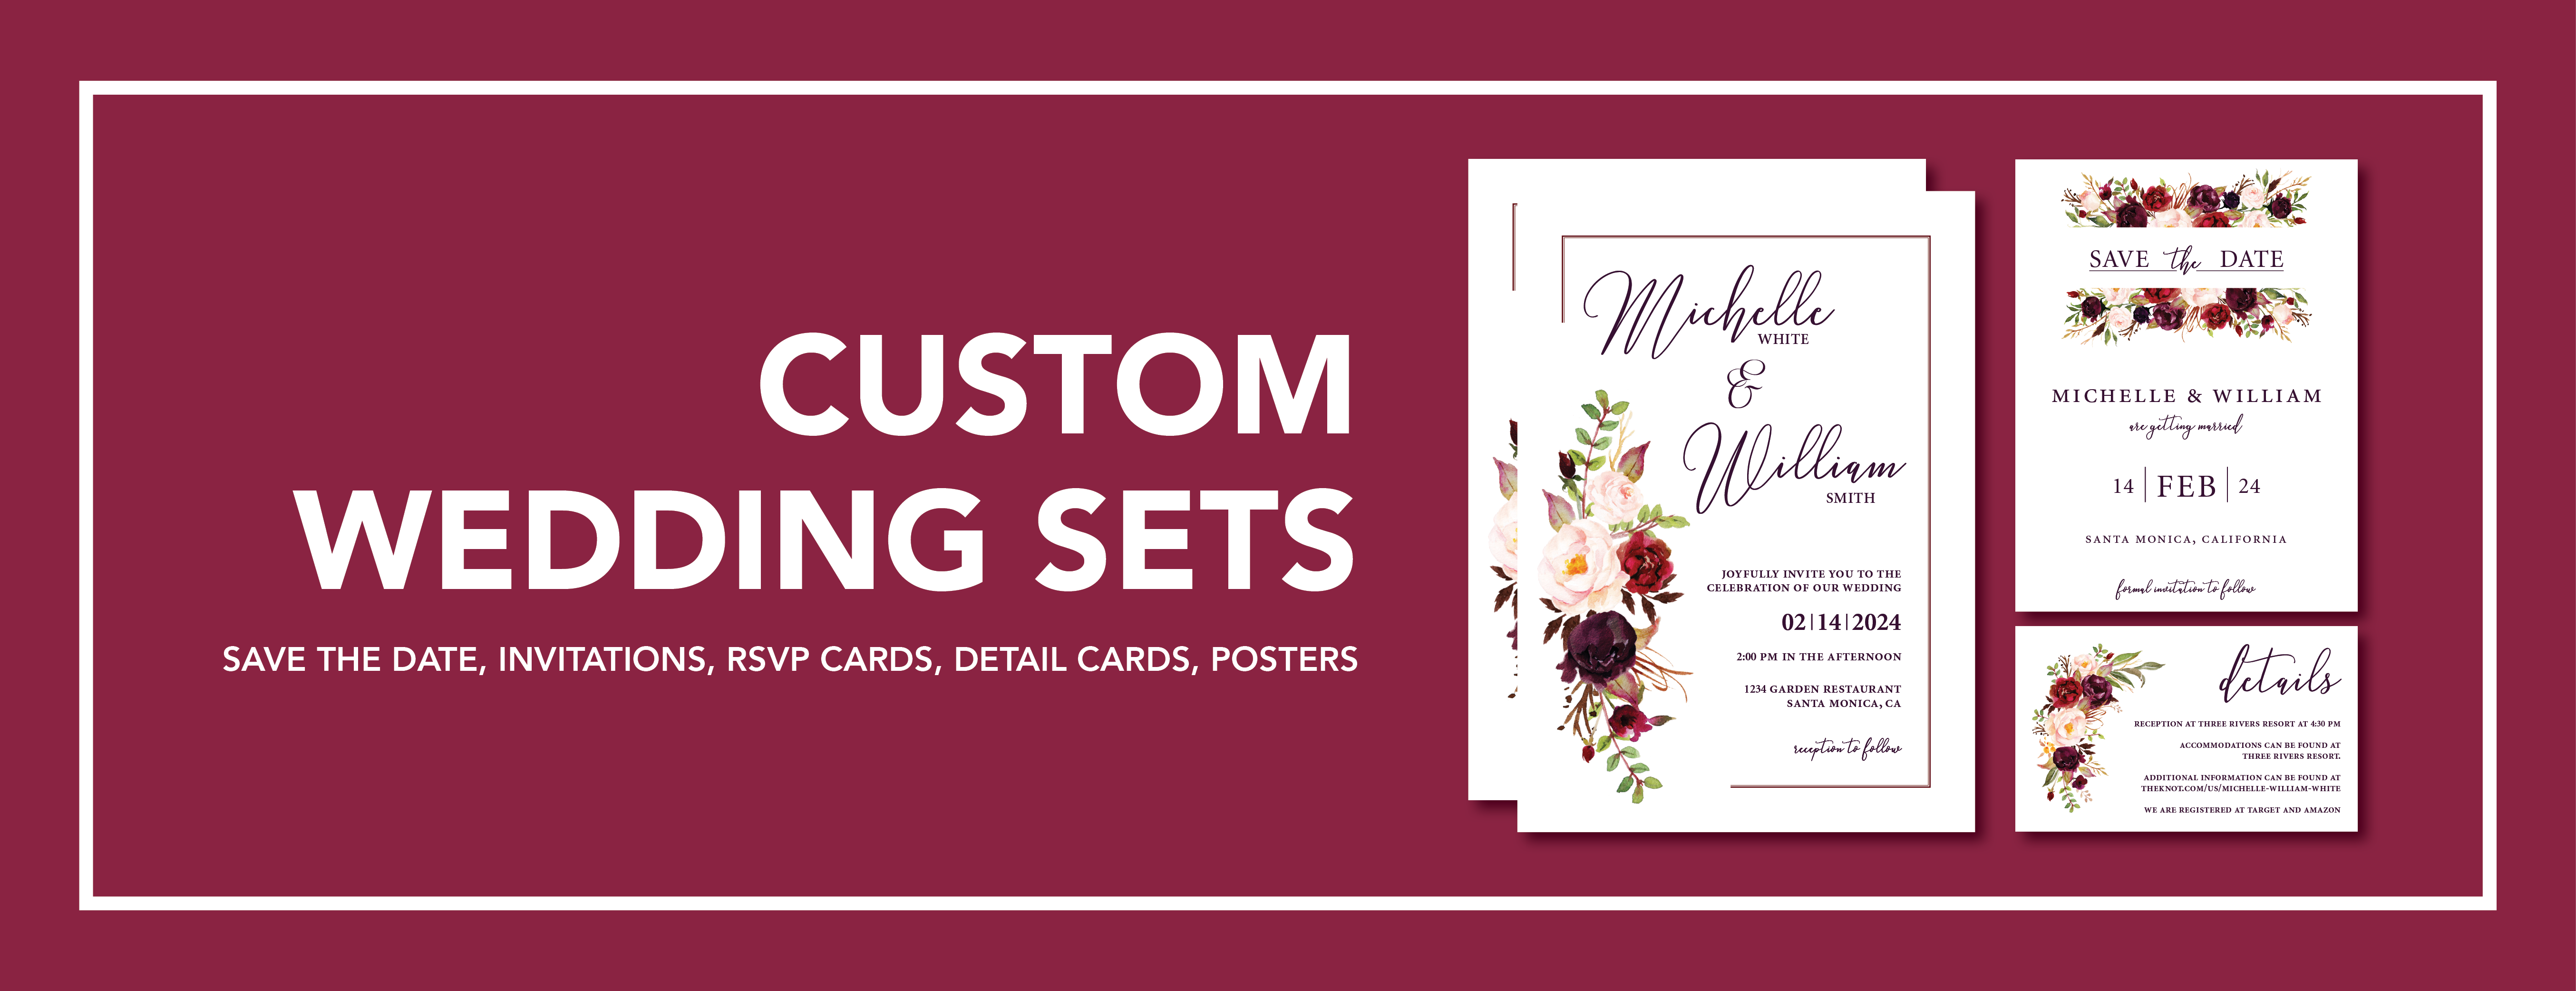 CUSTOM
WEDDING SETS
SAVE THE DATE, INVITATIONS, RSVP CARDS, DETAIL CARDS, POSTERS
Michelle
WHITE
&
William
SMITH
JOYFULLY INVITE YOU TO THE
CELEBRATION OF OUR WEDDING
02|14|2024
2:00 PM IN THE AFTERNOON
1234 GARDEN RESTAURANT
SANTA MONICA, CA
reception to follow
SAVE the DATE
MICHELLE & WILLIAM
are getting married
14 | FEB | 24
SANTA MONICA, CALIFORNIA
formal invitation to follow
details
RECEPTION AT THREE RIVERS RESORT AT 4:30 PM
ACCOMMODATIONS CAN BE FOUND AT
THREE RIVERS RESORT.
ADDITIONAL INFORMATION CAN BE FOUND AT
THEKNOT.COM/US/MICHELLE-WILLIAM-WHITE
WE ARE REGISTERED AT TARGET AND AMAZON